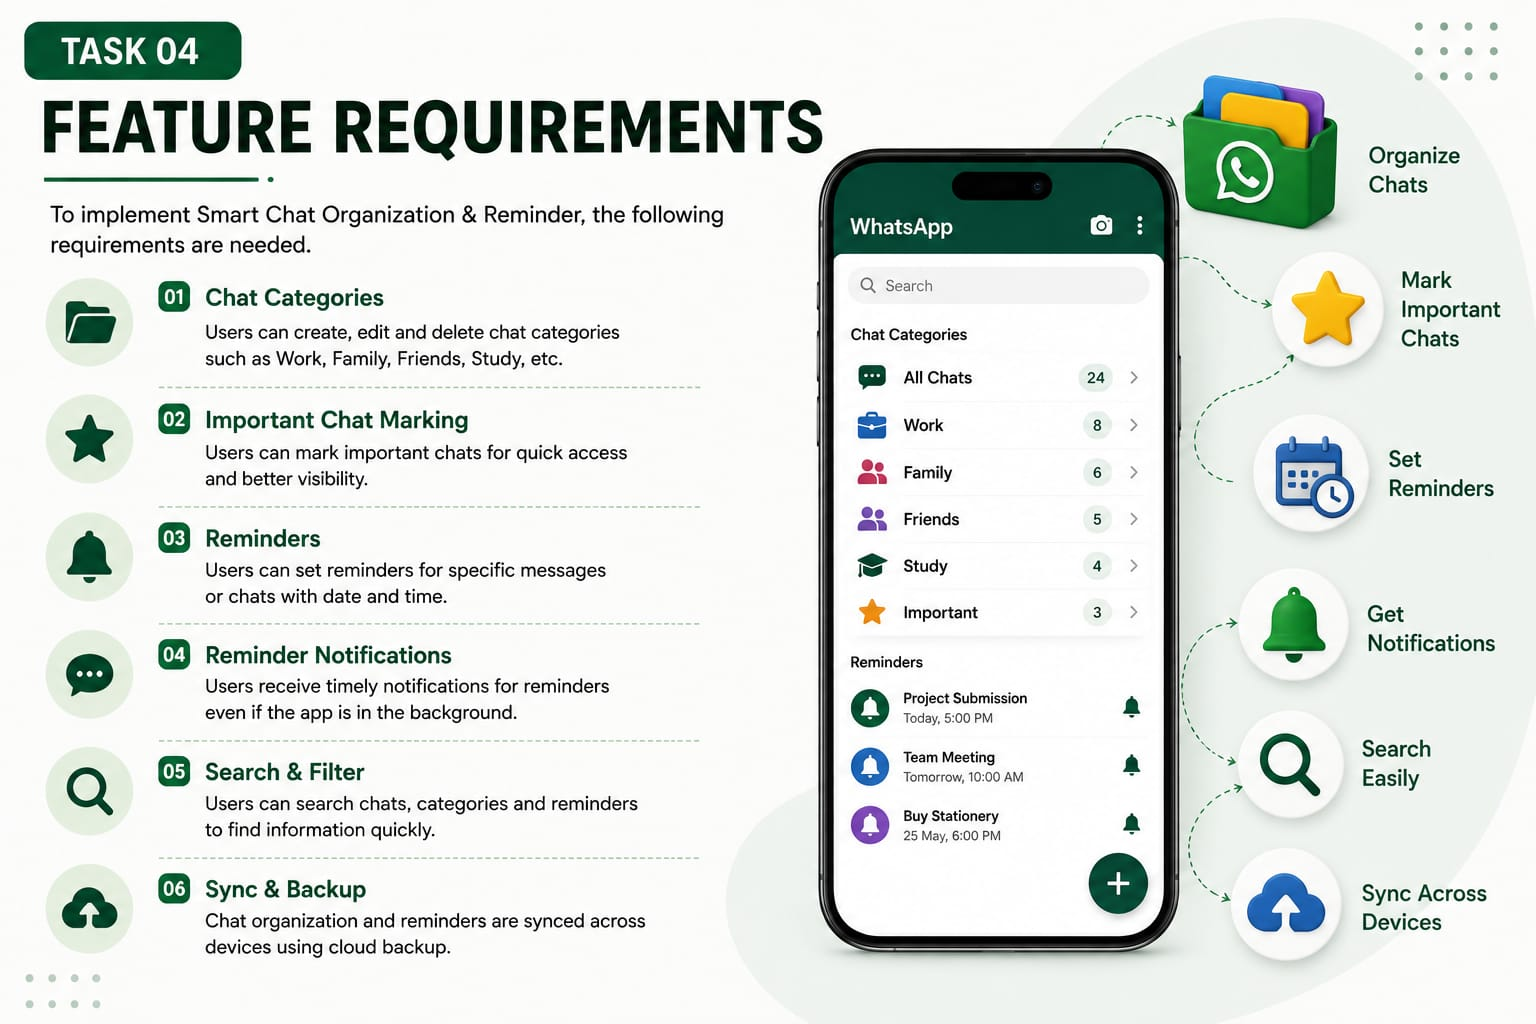 TASK 04
FEATURE REQUIREMENTS
To implement Smart Chat Organization & Reminder, the following
requirements are needed.
01 Chat Categories
Users can create, edit and delete chat categories
such as Work, Family, Friends, Study, etc.
02 Important Chat Marking
Users can mark important chats for quick access
and better visibility.
03 Reminders
Users can set reminders for specific messages
or chats with date and time.
04 Reminder Notifications
Users receive timely notifications for reminders
even if the app is in the background.
05 Search & Filter
Users can search chats, categories and reminders
to find information quickly.
06 Sync & Backup
Chat organization and reminders are synced across
devices using cloud backup.
WhatsApp
Search
Chat Categories
All Chats 24
Work 8
Family 6
Friends 5
Study 4
Important 3
Reminders
Project Submission
Today, 5:00 PM
Team Meeting
Tomorrow, 10:00 AM
Buy Stationery
25 May, 6:00 PM
Organize
Chats
Mark
Important
Chats
Set
Reminders
Get
Notifications
Search
Easily
Sync Across
Devices